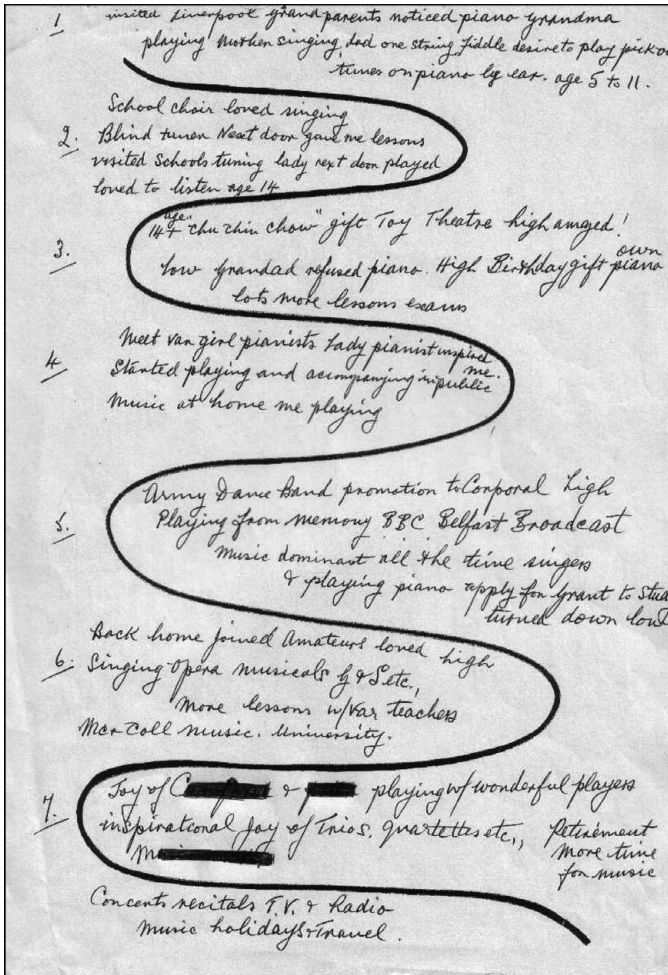 1 visited Liverpool grandparents noticed piano grandma
playing Mother singing, dad one string fiddle desire to play pick
tunes on piano by ear. age 5 to 11.
School choir loved singing
2. Blind tuner Next door gave me lessons
visited Schools tuning lady next door played
loved to listen age 14
age
14+ "Chu Chin Chow" gift Toy Theatre high amazed!
3. low Grandad refused piano. High Birthday gift own piano
lots more lessons exams
Meet van girl pianists Lady pianist inspired me.
4. Started playing and accompanying in public
Music at home me playing
Army Dance Band promotion to Corporal high
5. Playing from memory BBC Belfast Broadcast
Music dominant all the time singers
& playing piano apply for grant to
turned down
Back home joined Amateurs loved high
6. Singing Opera musicals G & S etc.,
More lessons w/var teachers
Mcr Coll Music. University.
7. Joy of & playing w/ wonderful players
inspirational Joy of Trios, Quartettes etc.,
Retirement
More time
for music
Concerts recitals T.V. & Radio
Music holidays & Travel.